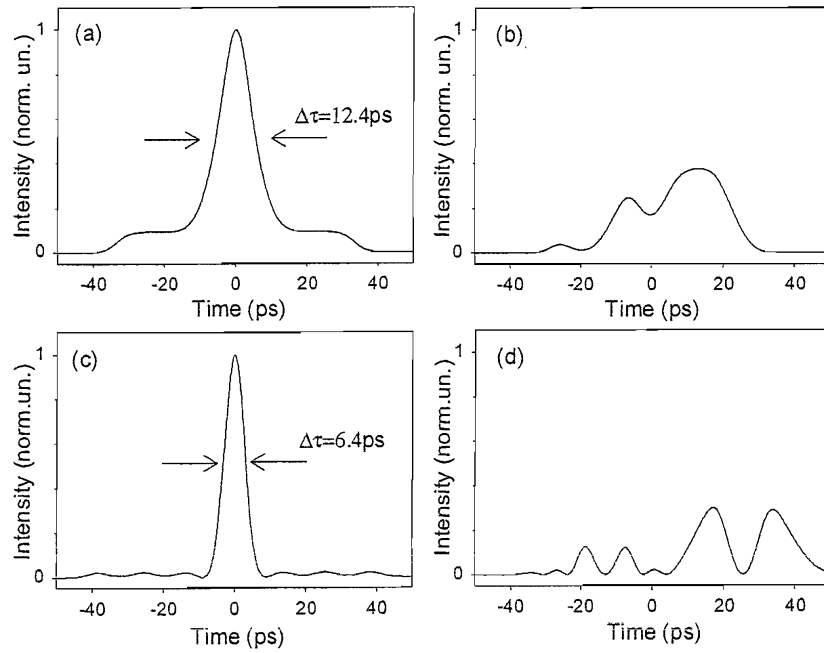 (a)
Intensity (norm. un.)
1
0
Δτ=12.4ps
-40 -20 0 20 40
Time (ps)
(b)
Intensity (norm. un.)
1
0
-40 -20 0 20 40
Time (ps)
(c)
Intensity (norm.un.)
1
0
Δτ=6.4ps
-40 -20 0 20 40
Time (ps)
(d)
Intensity (norm.un.)
1
0
-40 -20 0 20 40
Time (ps)